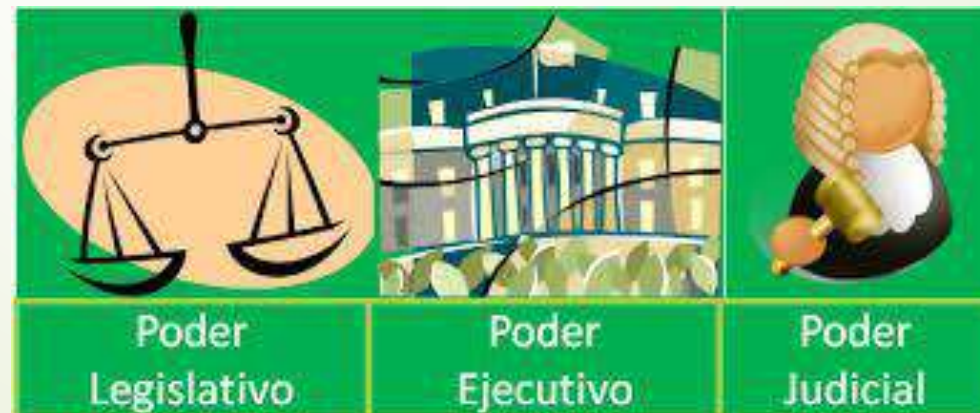 Poder
Legislativo
Poder
Ejecutivo
Poder
Judicial